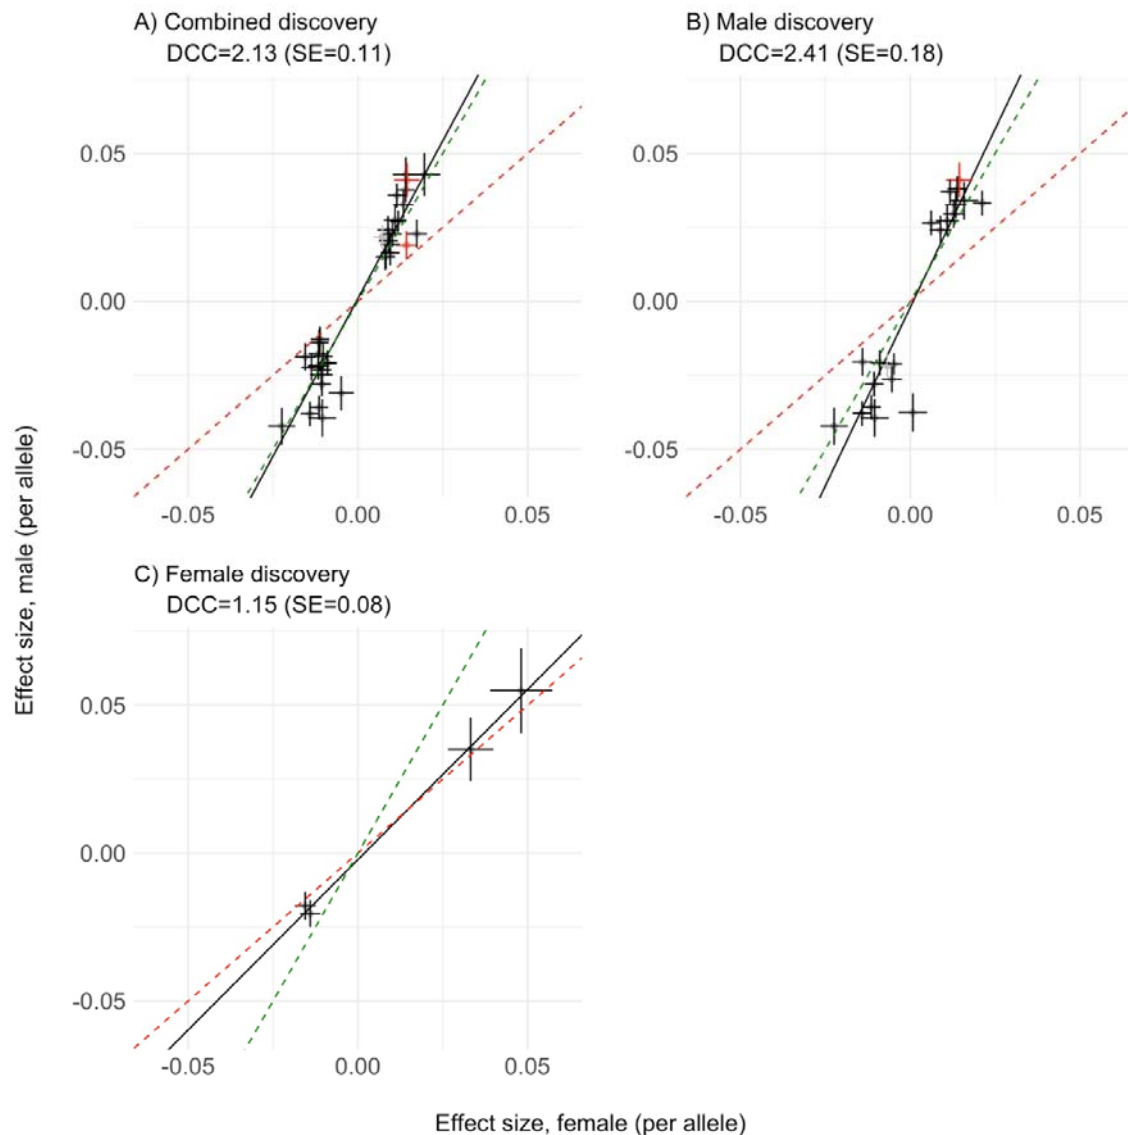 A) Combined discovery
DCC=2.13 (SE=0.11)
B) Male discovery
DCC=2.41 (SE=0.18)
0.05
0.00
-0.05
-0.05 0.00 0.05
0.05
0.00
-0.05
-0.05 0.00 0.05
C) Female discovery
DCC=1.15 (SE=0.08)
0.05
0.00
-0.05
-0.05 0.00 0.05
Effect size, male (per allele)
Effect size, female (per allele)